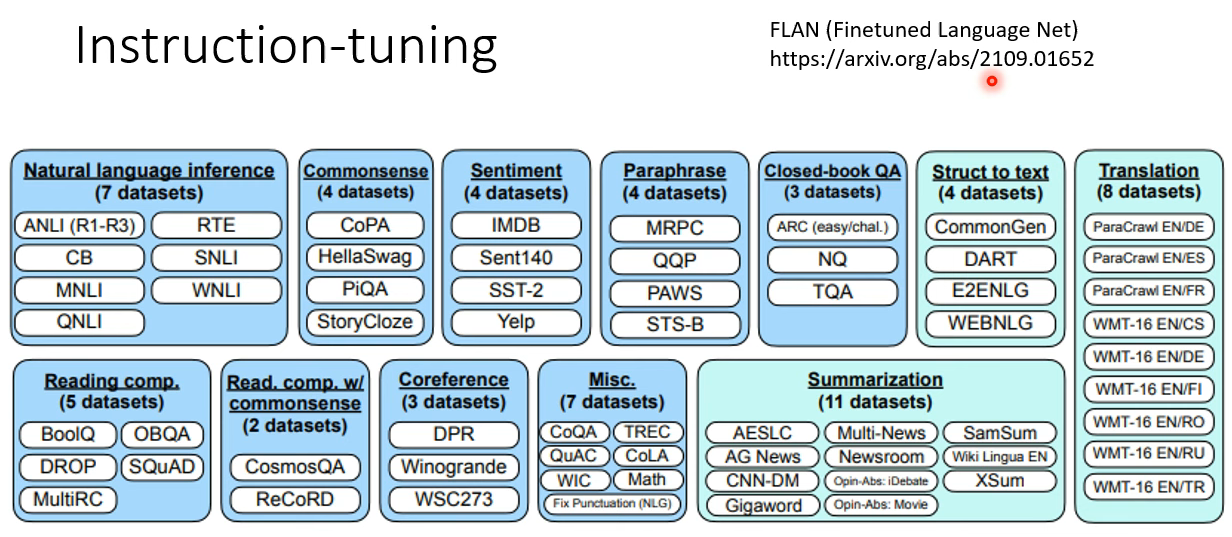 Instruction-tuning
FLAN (Finetuned Language Net)
https://arxiv.org/abs/2109.01652
Natural language inference
(7 datasets)
ANLI (R1-R3)
RTE
CB
SNLI
MNLI
WNLI
QNLI
Commonsense
(4 datasets)
CoPA
HellaSwag
PiQA
StoryCloze
Sentiment
(4 datasets)
IMDB
Sent140
SST-2
Yelp
Paraphrase
(4 datasets)
MRPC
QQP
PAWS
STS-B
Closed-book QA
(3 datasets)
ARC (easy/chal.)
NQ
TQA
Struct to text
(4 datasets)
CommonGen
DART
E2ENLG
WEBNLG
Translation
(8 datasets)
ParaCrawl EN/DE
ParaCrawl EN/ES
ParaCrawl EN/FR
WMT-16 EN/CS
WMT-16 EN/DE
WMT-16 EN/FI
WMT-16 EN/RO
WMT-16 EN/RU
WMT-16 EN/TR
Reading comp.
(5 datasets)
BoolQ
OBQA
DROP
SQuAD
MultiRC
Read. comp. w/
commonsense
(2 datasets)
CosmosQA
ReCoRD
Coreference
(3 datasets)
DPR
Winogrande
WSC273
Misc.
(7 datasets)
CoQA
TREC
QuAC
CoLA
WIC
Math
Fix Punctuation (NLG)
Summarization
(11 datasets)
AESLC
Multi-News
SamSum
AG News
Newsroom
Wiki Lingua EN
CNN-DM
Opin-Abs: iDebate
XSum
Gigaword
Opin-Abs: Movie